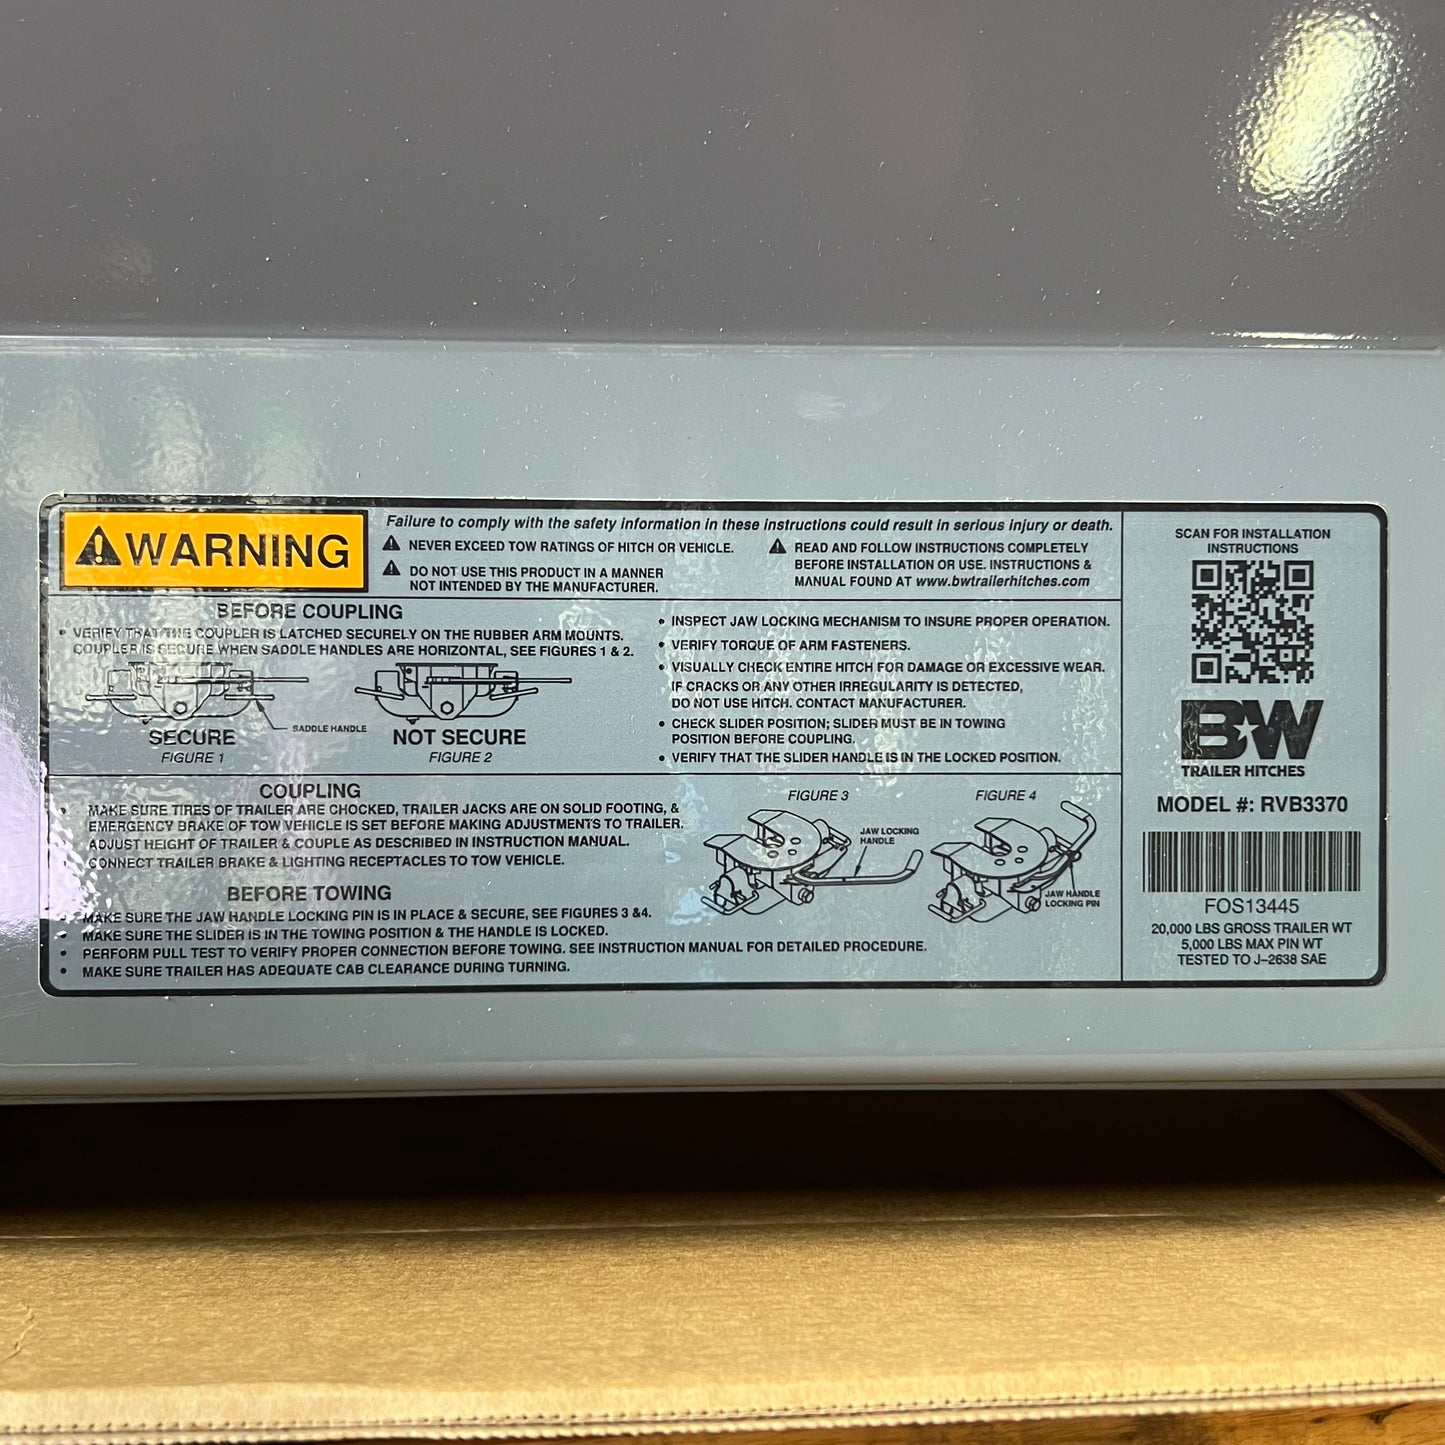 WARNING
Failure to comply with the safety information in these instructions could result in serious injury or death.
NEVER EXCEED TOW RATINGS OF HITCH OR VEHICLE.
DO NOT USE THIS PRODUCT IN A MANNER
NOT INTENDED BY THE MANUFACTURER.
READ AND FOLLOW INSTRUCTIONS COMPLETELY
BEFORE INSTALLATION OR USE. INSTRUCTIONS &
MANUAL FOUND AT www.bwtrailerhitches.com
BEFORE COUPLING
• VERIFY THAT THE COUPLER IS LATCHED SECURELY ON THE RUBBER ARM MOUNTS.
COUPLER IS SECURE WHEN SADDLE HANDLES ARE HORIZONTAL, SEE FIGURES 1 & 2.
SADDLE HANDLE
SECURE
FIGURE 1
NOT SECURE
FIGURE 2
• INSPECT JAW LOCKING MECHANISM TO INSURE PROPER OPERATION.
• VERIFY TORQUE OF ARM FASTENERS.
• VISUALLY CHECK ENTIRE HITCH FOR DAMAGE OR EXCESSIVE WEAR.
IF CRACKS OR ANY OTHER IRREGULARITY IS DETECTED,
DO NOT USE HITCH. CONTACT MANUFACTURER.
• CHECK SLIDER POSITION; SLIDER MUST BE IN TOWING
POSITION BEFORE COUPLING.
• VERIFY THAT THE SLIDER HANDLE IS IN THE LOCKED POSITION.
COUPLING
• MAKE SURE TIRES OF TRAILER ARE CHOCKED, TRAILER JACKS ARE ON SOLID FOOTING, &
EMERGENCY BRAKE OF TOW VEHICLE IS SET BEFORE MAKING ADJUSTMENTS TO TRAILER.
• ADJUST HEIGHT OF TRAILER & COUPLE AS DESCRIBED IN INSTRUCTION MANUAL.
• CONNECT TRAILER BRAKE & LIGHTING RECEPTACLES TO TOW VEHICLE.
BEFORE TOWING
• MAKE SURE THE JAW HANDLE LOCKING PIN IS IN PLACE & SECURE, SEE FIGURES 3 &4.
• MAKE SURE THE SLIDER IS IN THE TOWING POSITION & THE HANDLE IS LOCKED.
• PERFORM PULL TEST TO VERIFY PROPER CONNECTION BEFORE TOWING. SEE INSTRUCTION MANUAL FOR DETAILED PROCEDURE.
• MAKE SURE TRAILER HAS ADEQUATE CAB CLEARANCE DURING TURNING.
FIGURE 3
JAW LOCKING
HANDLE
FIGURE 4
JAW HANDLE
LOCKING PIN
SCAN FOR INSTALLATION
INSTRUCTIONS
B★W
TRAILER HITCHES
MODEL #: RVB3370
FOS13445
20,000 LBS GROSS TRAILER WT
5,000 LBS MAX PIN WT
TESTED TO J-2638 SAE